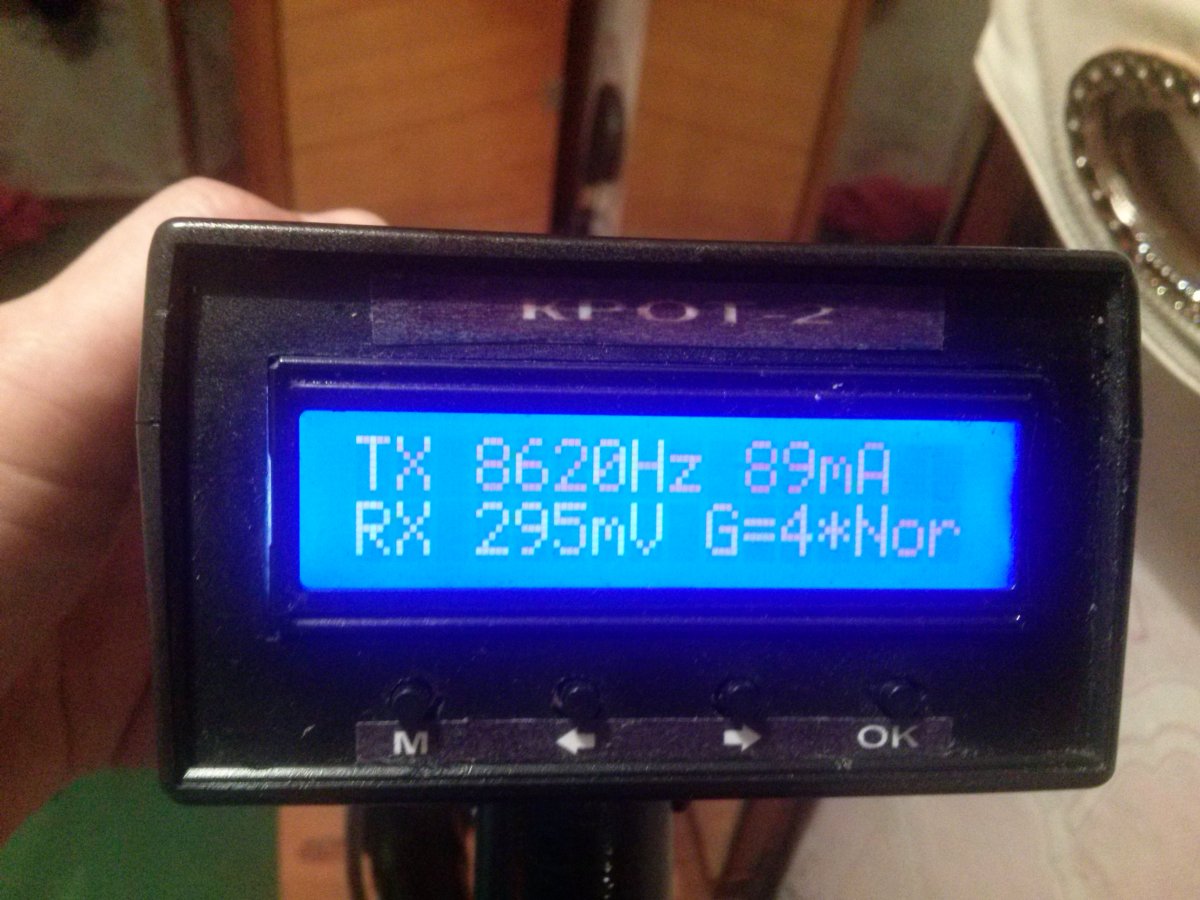 КРОТ-2
TX 8620Hz 89mA
RX 295mV G=4*Nor
M ← → OK